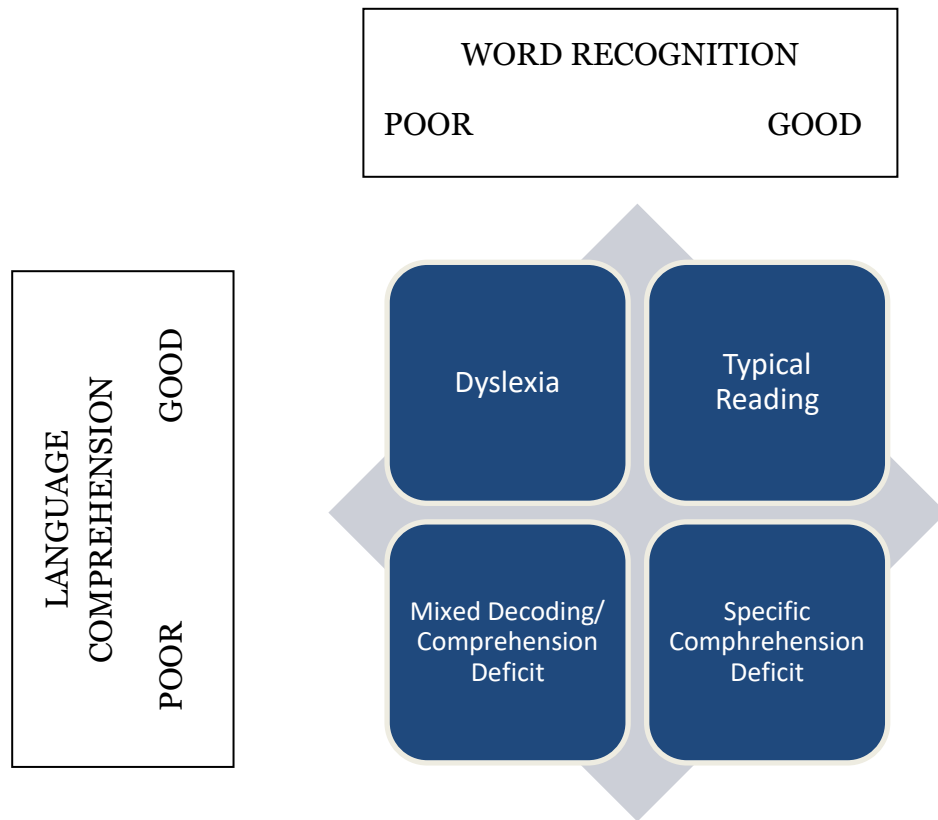 WORD RECOGNITION
POOR GOOD
LANGUAGE
COMPREHENSION
GOOD
POOR
Dyslexia
Typical
Reading
Mixed Decoding/
Comprehension
Deficit
Specific
Comphrehension
Deficit